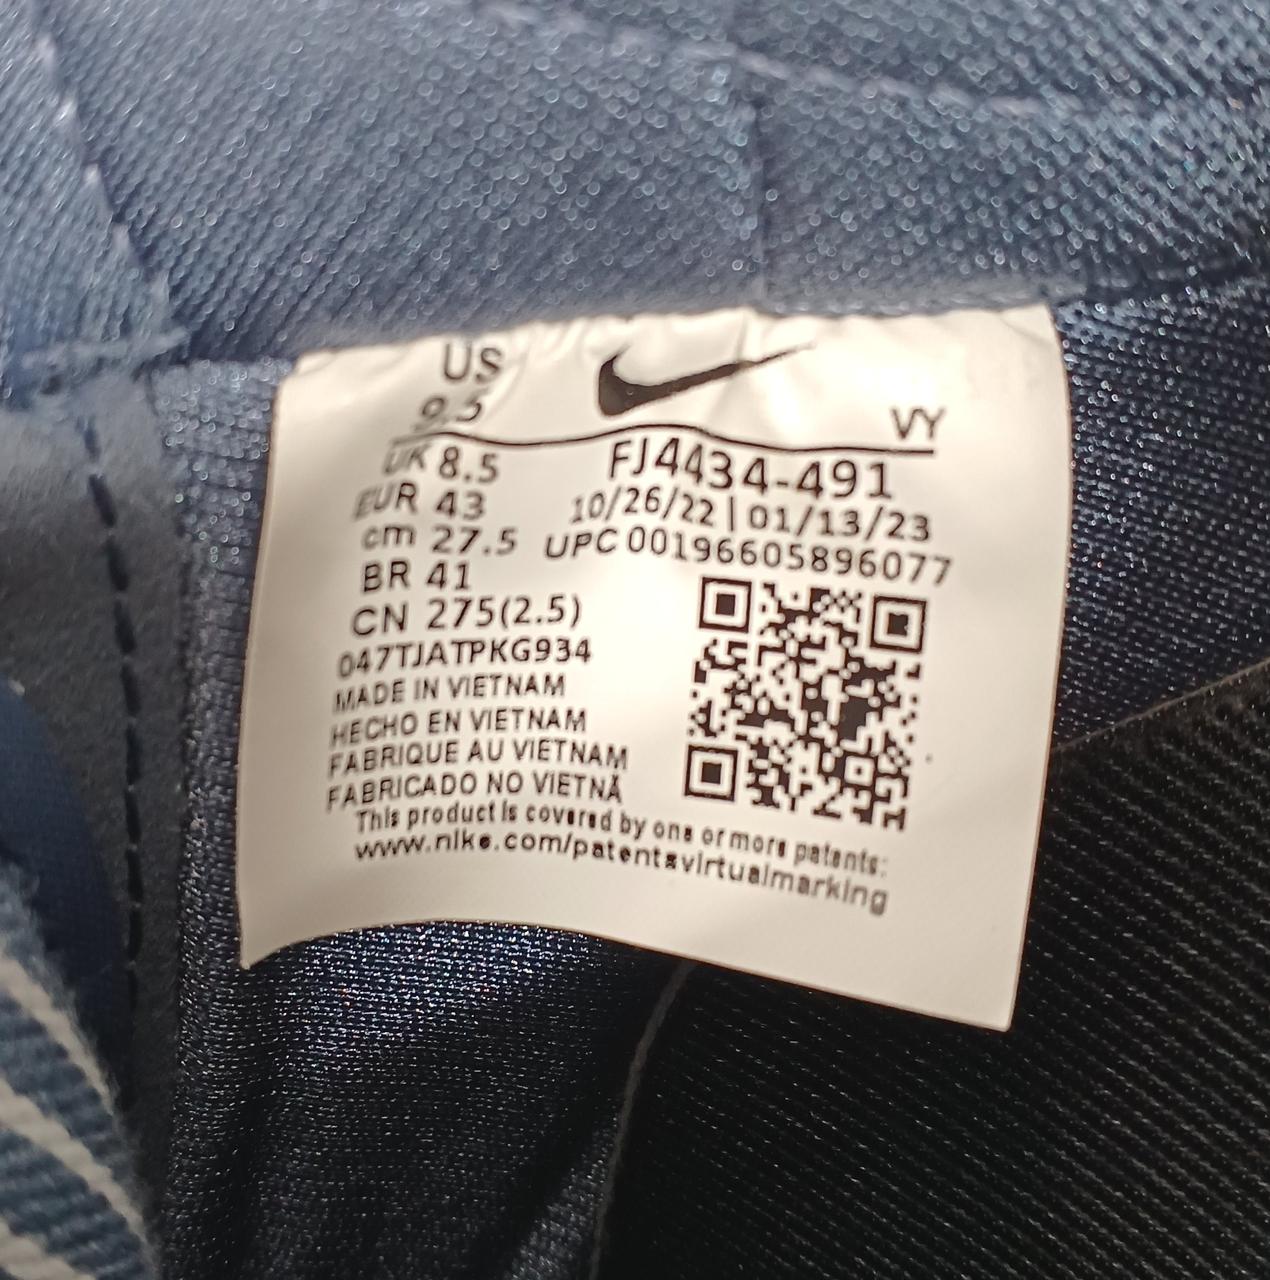 US
9.5
VY
UK 8.5
EUR 43
cm 27.5
BR 41
CN 275(2.5)
FJ4434-491
10/26/22 | 01/13/23
UPC 00196605896077
047TJATPKG934
MADE IN VIETNAM
HECHO EN VIETNAM
FABRIQUE AU VIETNAM
FABRICADO NO VIETNÃ
This product is covered by one or more patents:
www.nike.com/patentsvirtualmarking